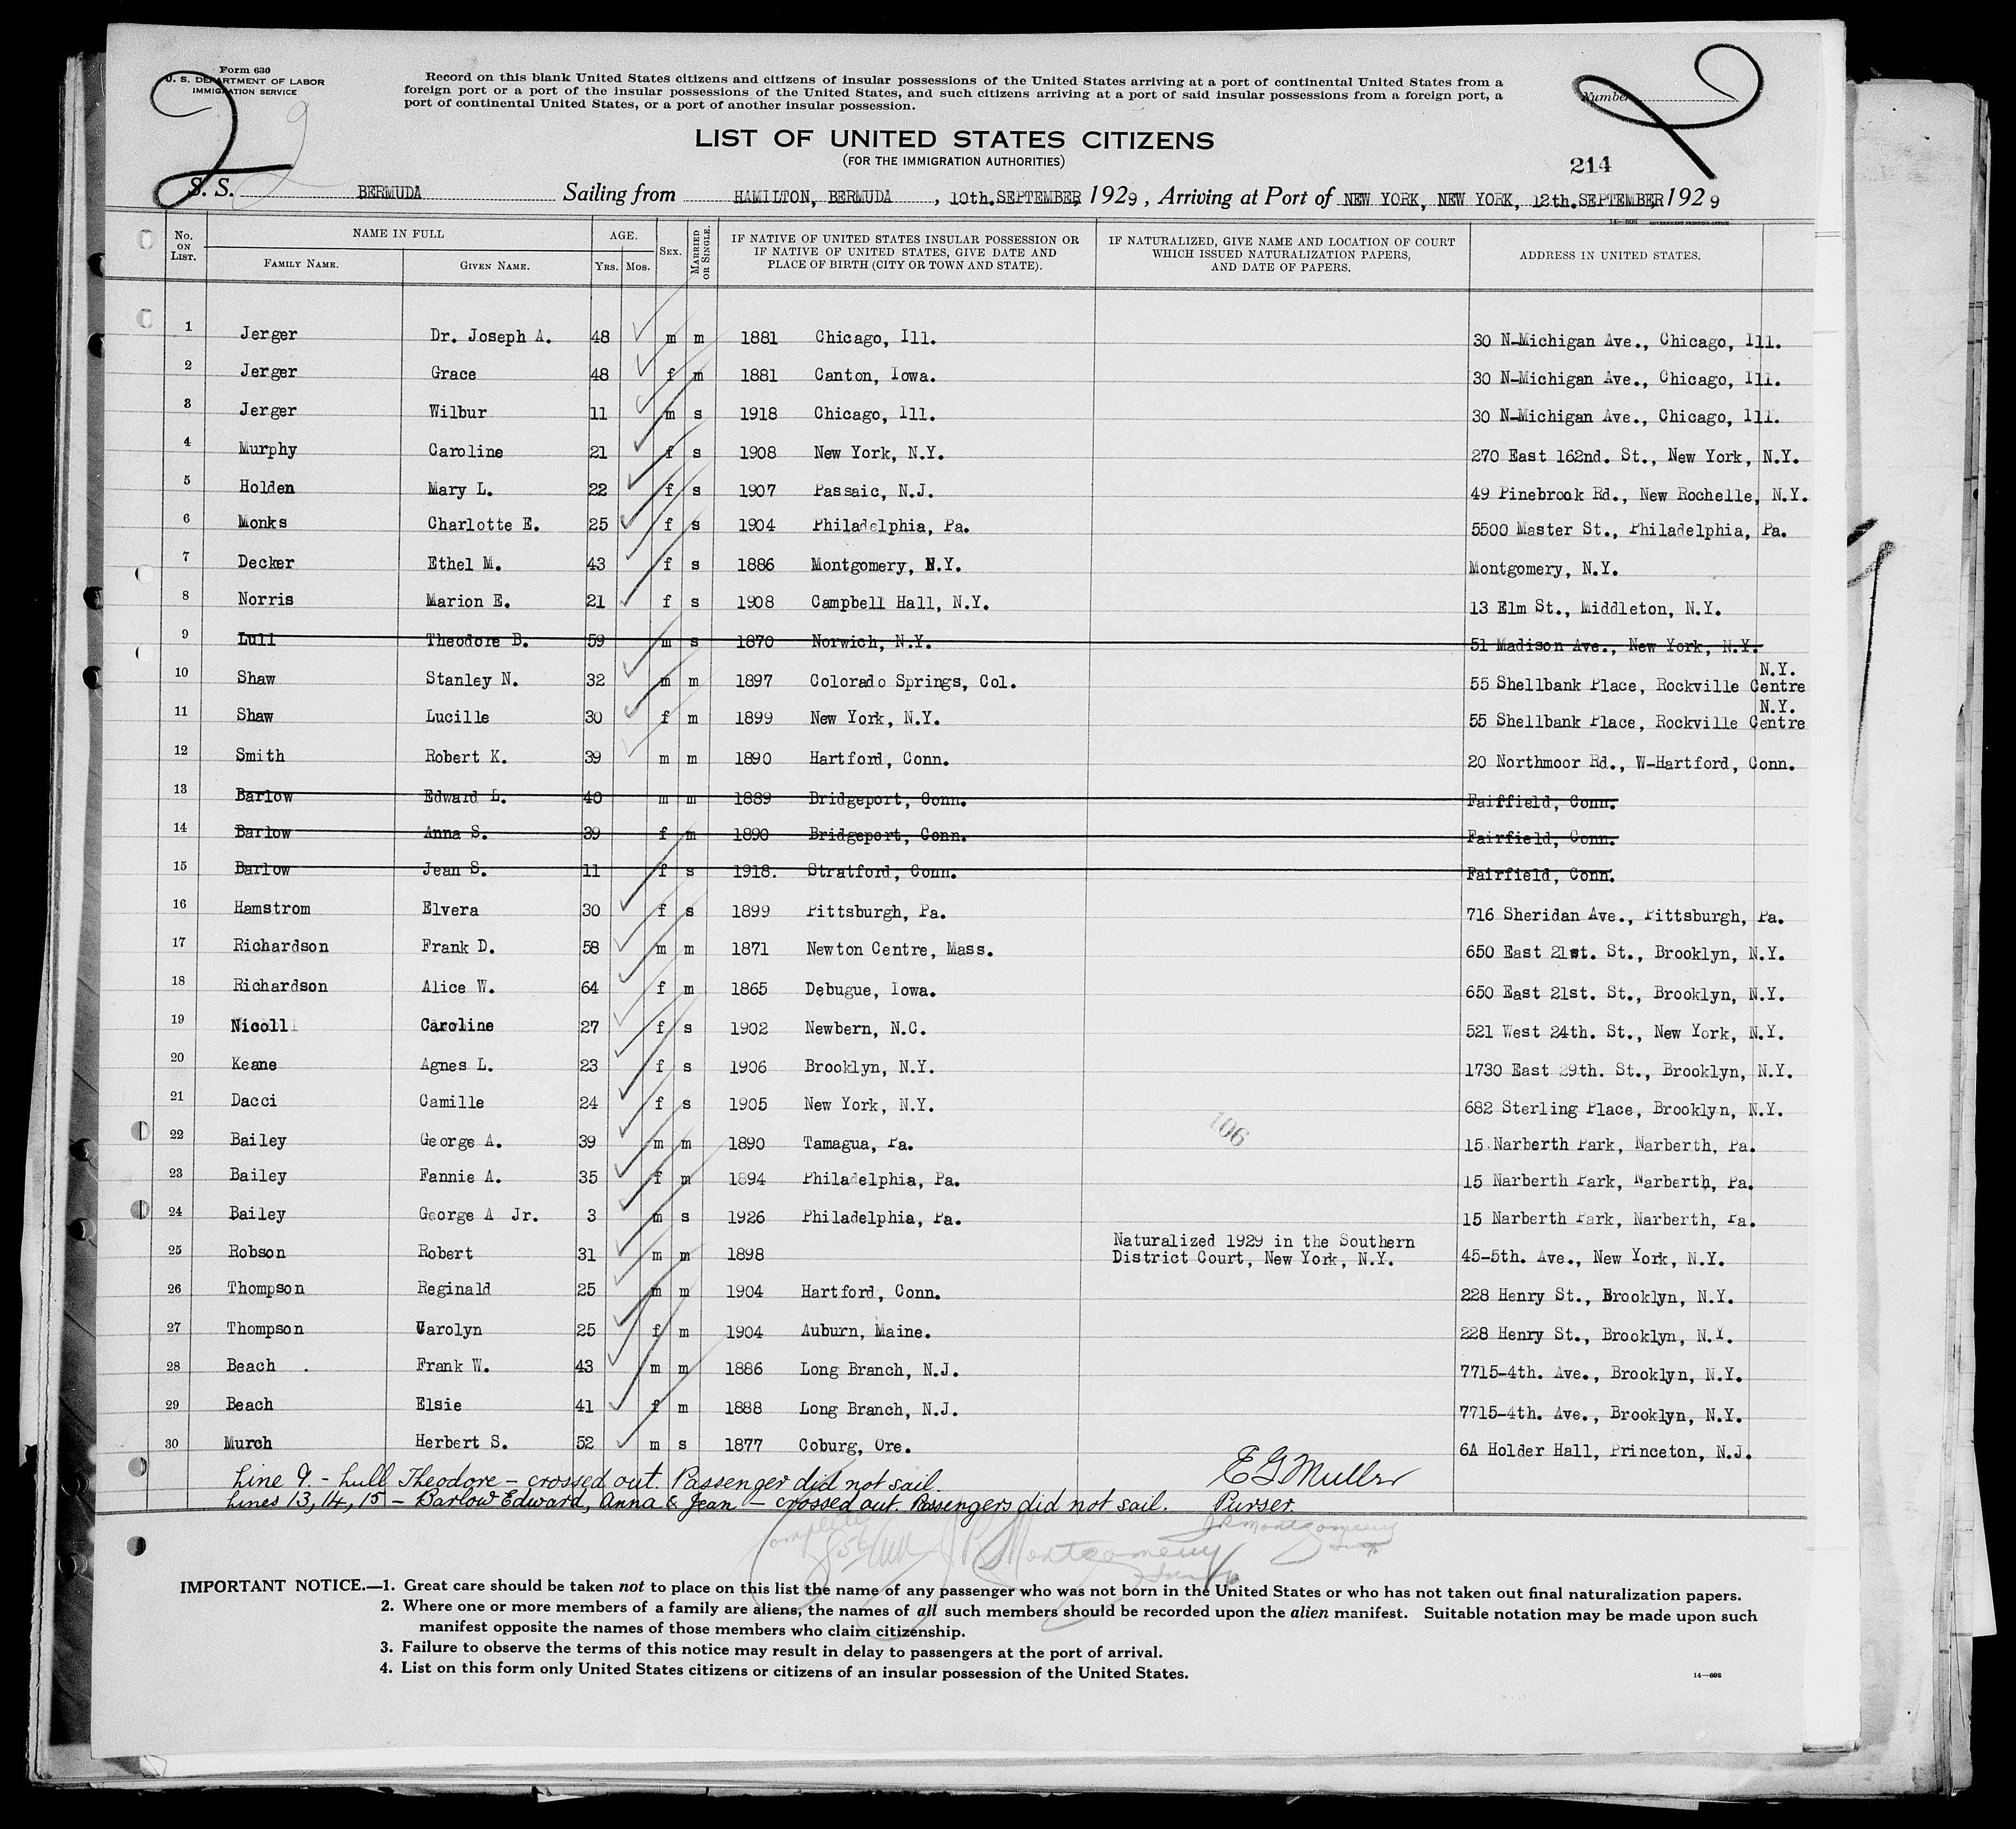 Form 630
U. S. DEPARTMENT OF LABOR
IMMIGRATION SERVICE
Record on this blank United States citizens and citizens of insular possessions of the United States arriving at a port of continental United States from a
foreign port or a port of the insular possessions of the United States, and such citizens arriving at a port of said insular possessions from a foreign port, a
port of continental United States, or a port of another insular possession.
Number
2
LIST OF UNITED STATES CITIZENS
(FOR THE IMMIGRATION AUTHORITIES)
214
S. S. BERMUDA Sailing from HAMILTON, BERMUDA , 10th.SEPTEMBER, 1929, Arriving at Port of NEW YORK, NEW YORK, 12th.SEPTEMBER, 1929
14—608 GOVERNMENT PRINTING OFFICE
No. ON LIST. NAME IN FULL AGE. SEX. MARRIED OR SINGLE. IF NATIVE OF UNITED STATES INSULAR POSSESSION OR IF NATIVE OF UNITED STATES, GIVE DATE AND PLACE OF BIRTH (CITY OR TOWN AND STATE). IF NATURALIZED, GIVE NAME AND LOCATION OF COURT WHICH ISSUED NATURALIZATION PAPERS, AND DATE OF PAPERS. ADDRESS IN UNITED STATES.
FAMILY NAME. GIVEN NAME. YRS. MOS.
1 Jerger Dr. Joseph A. 48 m m 1881 Chicago, Ill. 30 N-Michigan Ave., Chicago, Ill.
2 Jerger Grace 48 f m 1881 Canton, Iowa. 30 N-Michigan Ave., Chicago, Ill.
3 Jerger Wilbur 11 m s 1918 Chicago, Ill. 30 N-Michigan Ave., Chicago, Ill.
4 Murphy Caroline 21 f s 1908 New York, N.Y. 270 East 162nd. St., New York, N.Y.
5 Holden Mary L. 22 f s 1907 Passaic, N.J. 49 Pinebrook Rd., New Rochelle, N.Y.
6 Monks Charlotte E. 25 f s 1904 Philadelphia, Pa. 5500 Master St., Philadelphia, Pa.
7 Decker Ethel M. 43 f s 1886 Montgomery, N.Y. Montgomery, N.Y.
8 Norris Marion E. 21 f s 1908 Campbell Hall, N.Y. 13 Elm St., Middleton, N.Y.
9 Lull Theodore B. 59 m s 1870 Norwich, N.Y. 51 Madison Ave., New York, N.Y.
10 Shaw Stanley N. 32 m m 1897 Colorado Springs, Col. 55 Shellbank Place, Rockville Centre N.Y.
11 Shaw Lucille 30 f m 1899 New York, N.Y. 55 Shellbank Place, Rockville Centre N.Y.
12 Smith Robert K. 39 m m 1890 Hartford, Conn. 20 Northmoor Rd., W-Hartford, Conn.
13 Barlow Edward L. 40 m m 1889 Bridgeport, Conn. Faiffield, Conn.
14 Barlow Anna S. 39 f m 1890 Bridgeport, Conn. Fairfield, Conn.
15 Barlow Jean S. 11 f s 1918. Stratford, Conn. Fairfield, Conn.
16 Hamstrom Elvera 30 f s 1899 Pittsburgh, Pa. 716 Sheridan Ave., Pittsburgh, Pa.
17 Richardson Frank D. 58 m m 1871 Newton Centre, Mass. 650 East 21st. St., Brooklyn, N.Y.
18 Richardson Alice W. 64 f m 1865 Debugue, Iowa. 650 East 21st. St., Brooklyn, N.Y.
19 Nicoll Caroline 27 f s 1902 Newbern, N.C. 521 West 24th. St., New York, N.Y.
20 Keane Agnes L. 23 f s 1906 Brooklyn, N.Y. 1730 East 29th. St., Brooklyn, N.Y.
21 Dacci Camille 24 f s 1905 New York, N.Y. 682 Sterling Place, Brooklyn, N.Y.
106
22 Bailey George A. 39 m m 1890 Tamagua, Pa. 15 Narberth Park, Narberth, Pa.
23 Bailey Fannie A. 35 f m 1894 Philadelphia, Pa. 15 Narberth Park, Narberth, Pa.
24 Bailey George A Jr. 3 m s 1926 Philadelphia, Pa. 15 Narberth Park, Narberth, Pa.
25 Robson Robert 31 m m 1898 Naturalized 1929 in the Southern District Court, New York, N.Y. 45-5th. Ave., New York, N.Y.
26 Thompson Reginald 25 m m 1904 Hartford, Conn. 228 Henry St., Brooklyn, N.Y.
27 Thompson Carolyn 25 f m 1904 Auburn, Maine. 228 Henry St., Brooklyn, N.Y.
28 Beach . Frank W. 43 m m 1886 Long Branch, N.J. 7715-4th. Ave., Brooklyn, N.Y.
29 Beach Elsie 41 f m 1888 Long Branch, N.J. 7715-4th. Ave., Brooklyn, N.Y.
30 Murch Herbert S. 52 m s 1877 Coburg, Ore. 6A Holder Hall, Princeton, N.J.
Line 9. - Lull Theodore - crossed out. Passenger did not sail. E G Muller
Lines 13, 14, 15 - Barlow Edward, Anna & Jean - crossed out. Passengers did not sail. Purser.
J R Montgomery
IMPORTANT NOTICE.—1. Great care should be taken not to place on this list the name of any passenger who was not born in the United States or who has not taken out final naturalization papers.
2. Where one or more members of a family are aliens, the names of all such members should be recorded upon the alien manifest. Suitable notation may be made upon such
manifest opposite the names of those members who claim citizenship.
3. Failure to observe the terms of this notice may result in delay to passengers at the port of arrival.
4. List on this form only United States citizens or citizens of an insular possession of the United States.
14—608